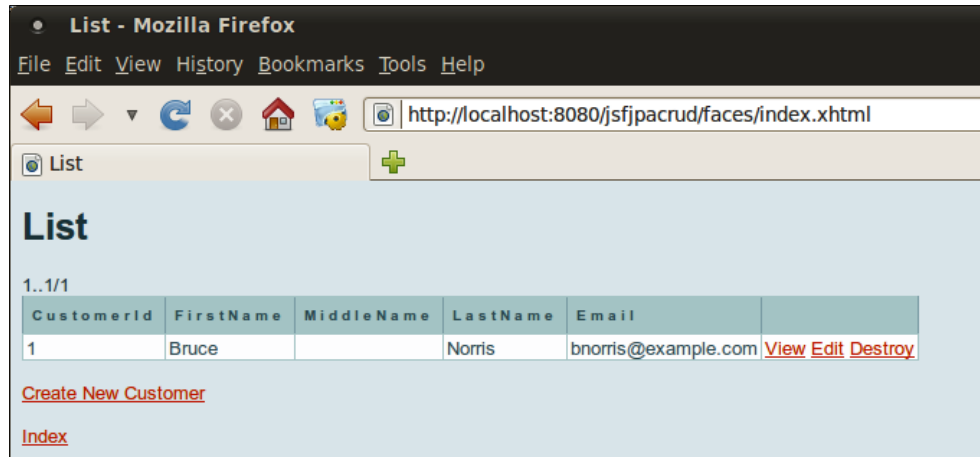 List - Mozilla Firefox
File Edit View History Bookmarks Tools Help
http://localhost:8080/jsfjpacrud/faces/index.xhtml
List
List
1..1/1
CustomerId FirstName MiddleName LastName Email
1 Bruce Norris bnorris@example.com View Edit Destroy
Create New Customer
Index